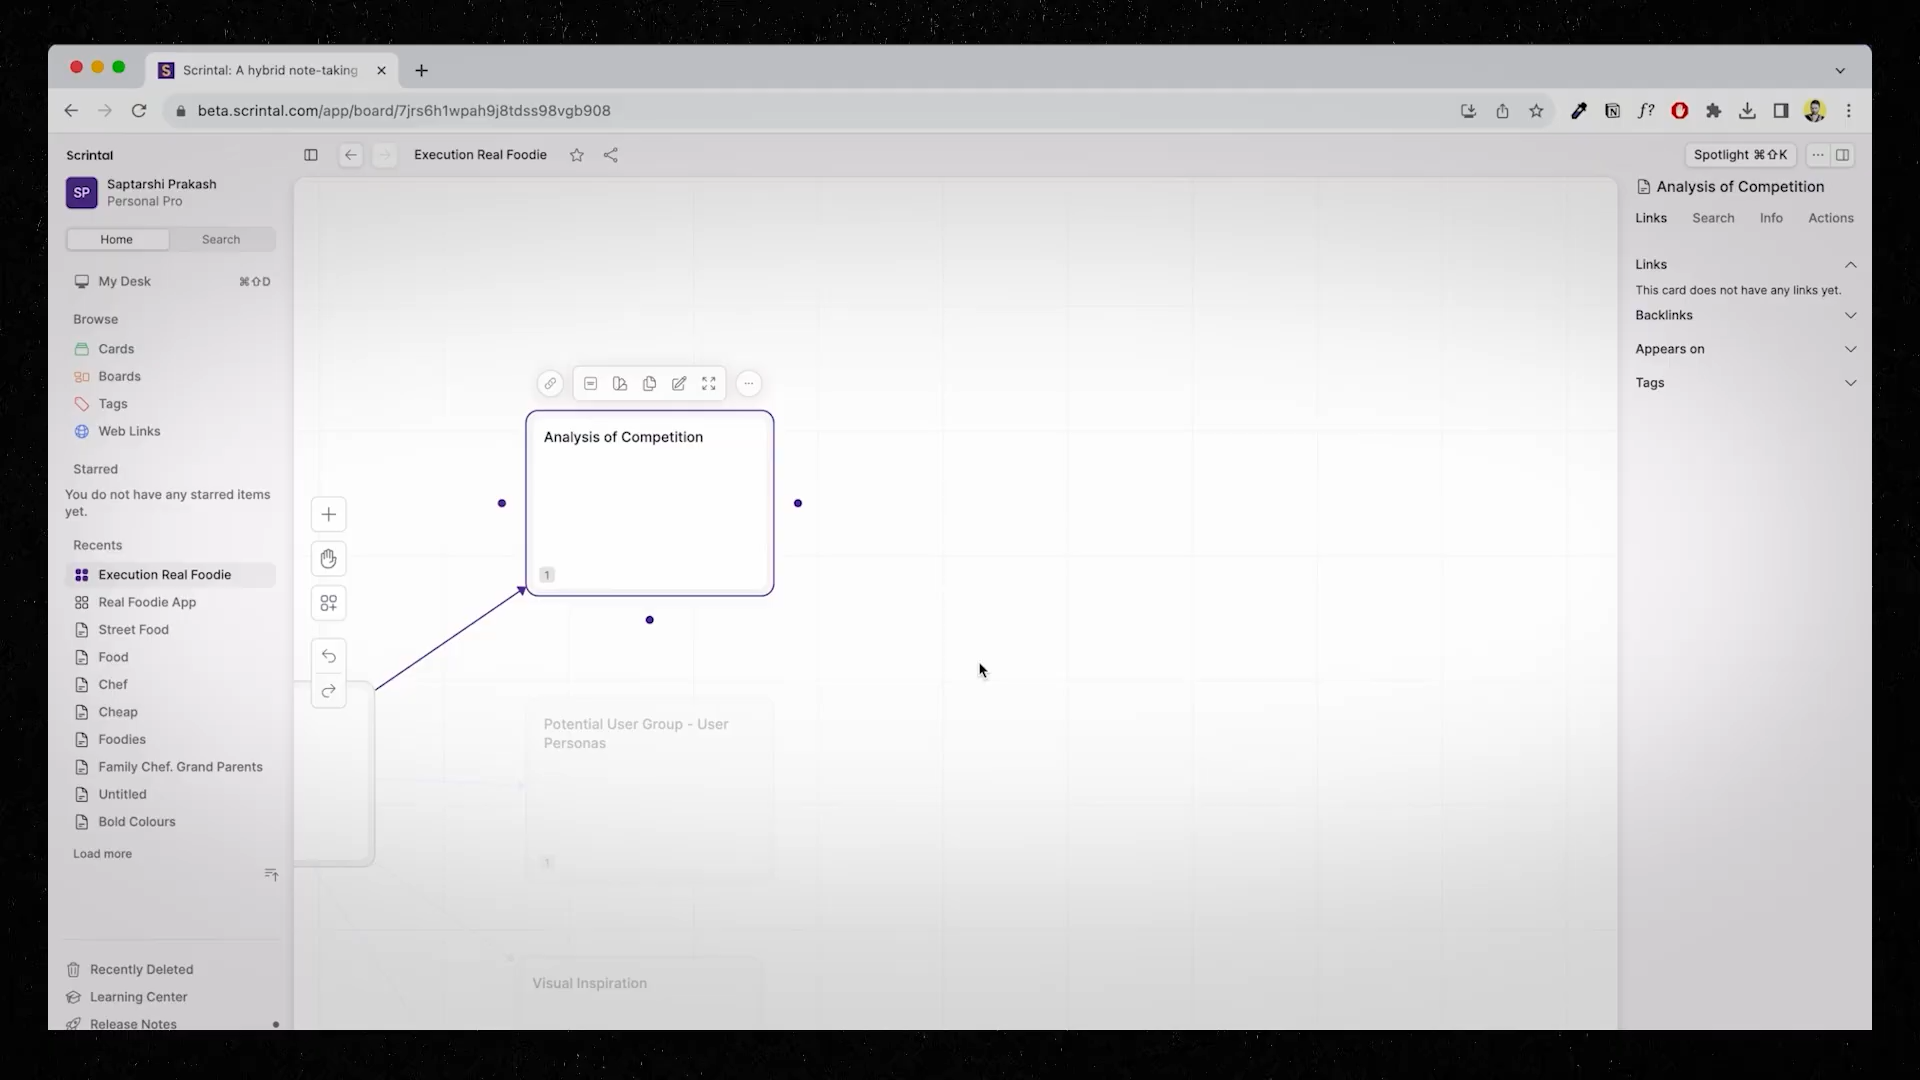 Scrintal: A hybrid note-taking
beta.scrintal.com/app/board/7jrs6h1wpah9j8tdss98vgb908
Scrintal
Execution Real Foodie
Spotlight ⌘⇧K
SP
Saptarshi Prakash
Personal Pro
Home
Search
My Desk
⌘⇧D
Browse
Cards
Boards
Tags
Web Links
Starred
You do not have any starred items
yet.
Recents
Execution Real Foodie
Real Foodie App
Street Food
Food
Chef
Cheap
Foodies
Family Chef. Grand Parents
Untitled
Bold Colours
Load more
Recently Deleted
Learning Center
Release Notes
Analysis of Competition
1
Potential User Group - User
Personas
1
Visual Inspiration
Analysis of Competition
Links
Search
Info
Actions
Links
This card does not have any links yet.
Backlinks
Appears on
Tags